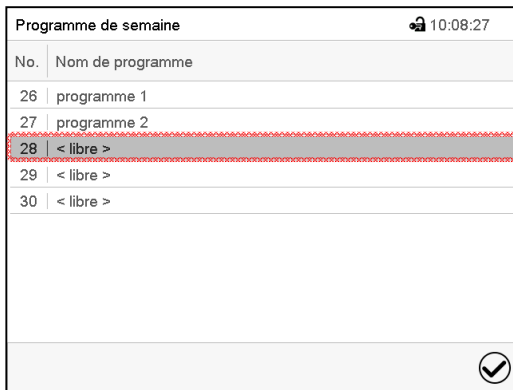 Programme de semaine 10:08:27
No. Nom de programme
26 programme 1
27 programme 2
28 < libre >
29 < libre >
30 < libre >